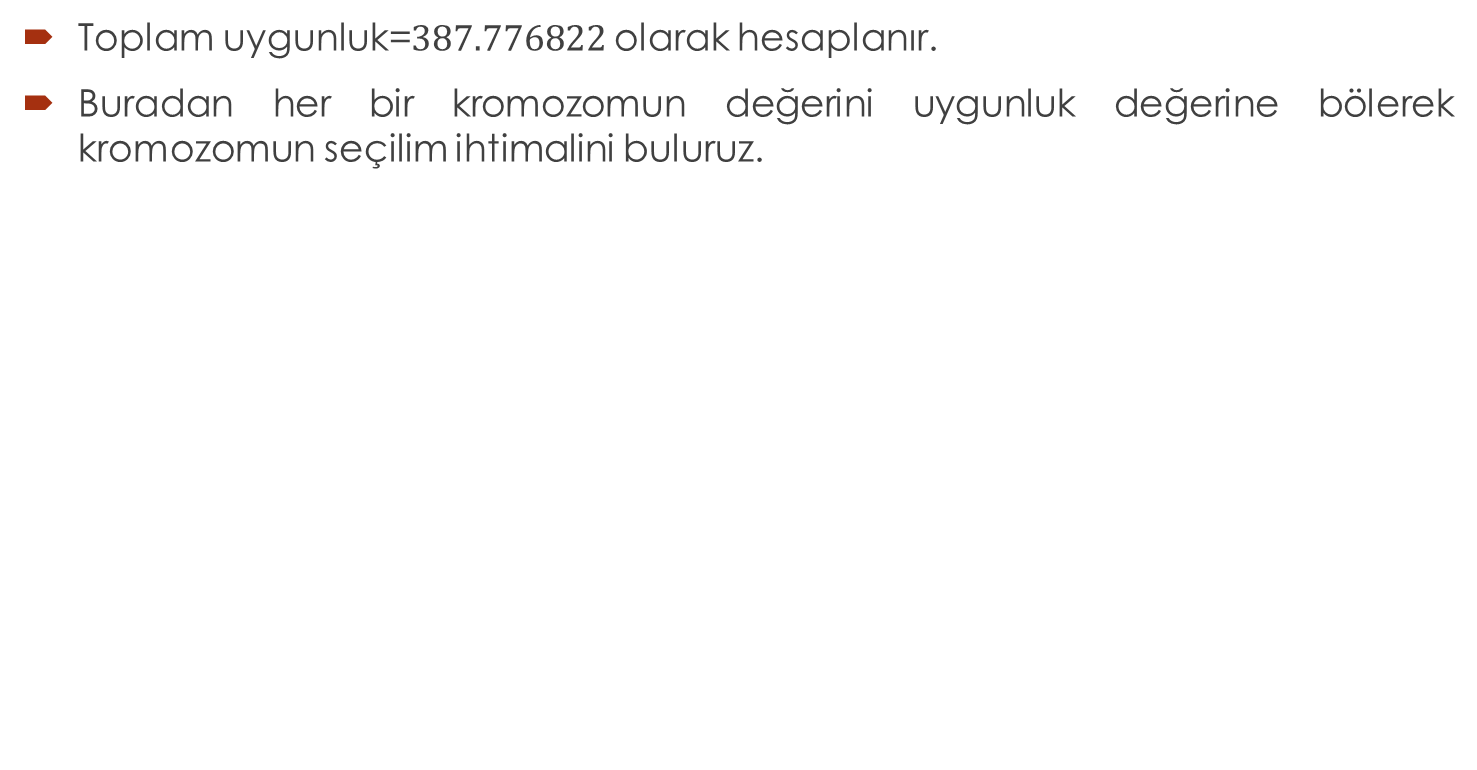 Toplam uygunluk=387.776822 olarak hesaplanır.
Buradan her bir kromozomun değerini uygunluk değerine bölerek
kromozomun seçilim ihtimalini buluruz.